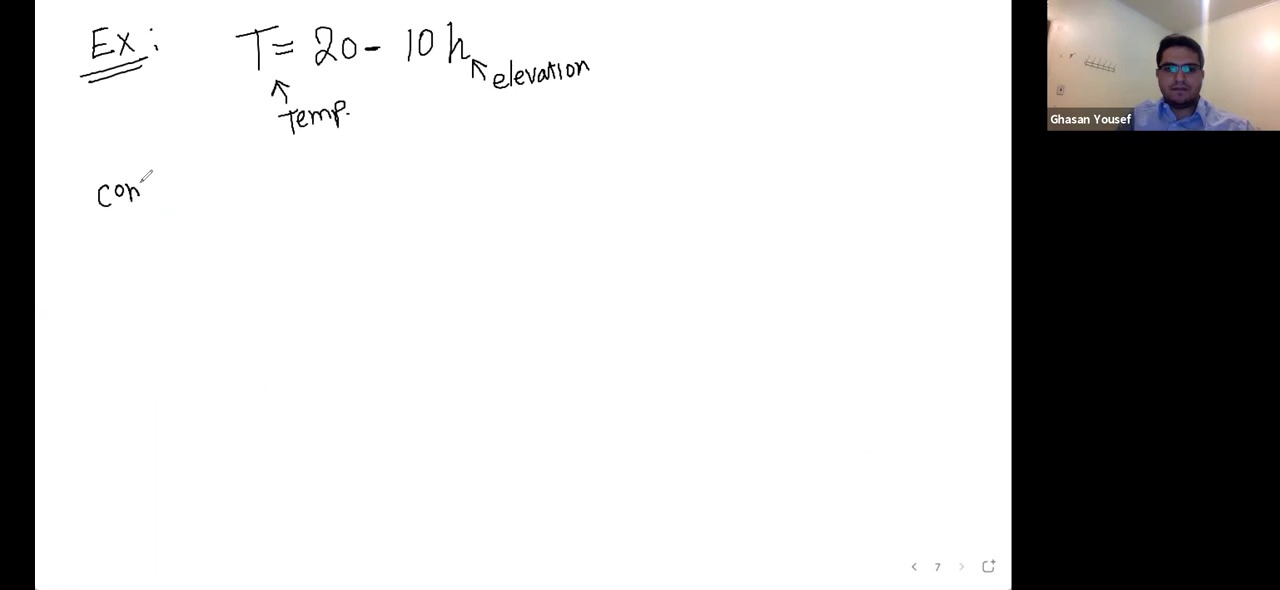 Ex: T = 20 - 10 h
↑ Temp. ↖ elevation
con
Ghasan Yousef
< 7 >